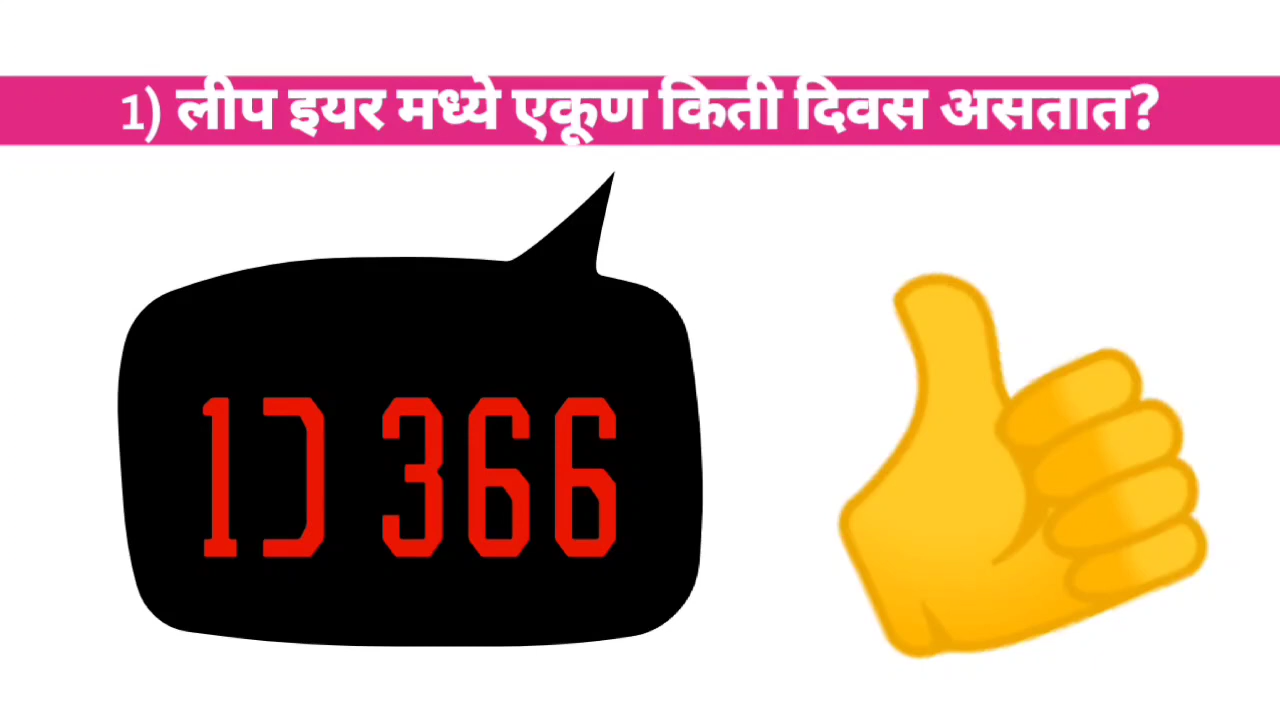 1) लीप इयर मध्ये एकूण किती दिवस असतात?
1) 366